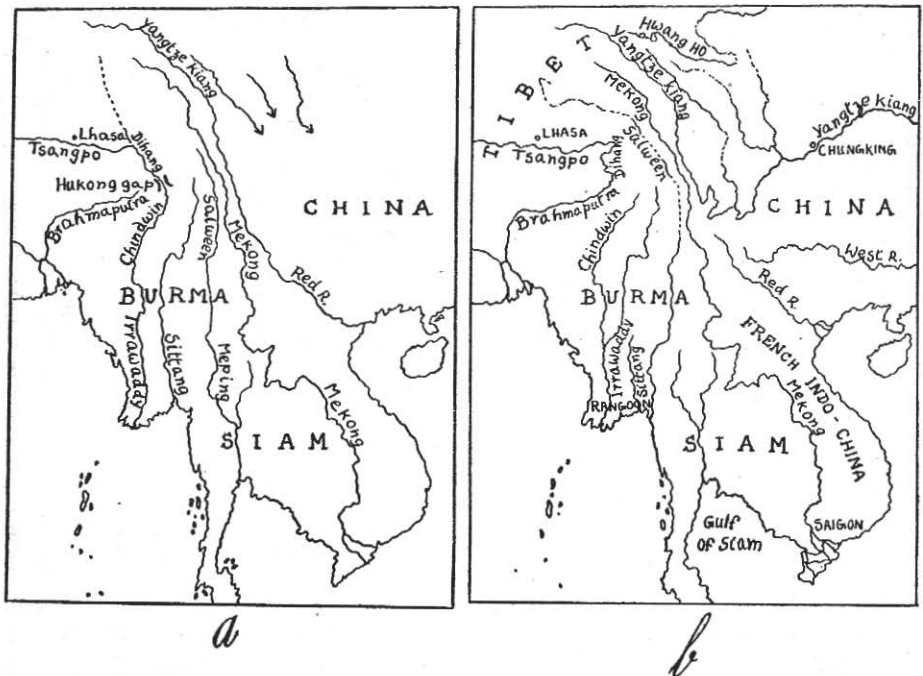 Yangtze Kiang
Lhasa
Tsangpo
Dihang
Hukong gap
Brahmaputra
Chindwin
Salween
Mekong
CHINA
BURMA
Red R.
Irrawaddy
Sittang
Meping
Mekong
SIAM
a
TIBET
Hwang Ho
Yangtze Kiang
Mekong
Salween
LHASA
Tsangpo
Dihang
Yangtze Kiang
CHUNGKING
Brahmaputra
Chindwin
CHINA
West R.
BURMA
Red R.
Irrawaddy
Sittang
RANGOON
FRENCH INDO-CHINA
Mekong
SIAM
Gulf
of Siam
SAIGON
b